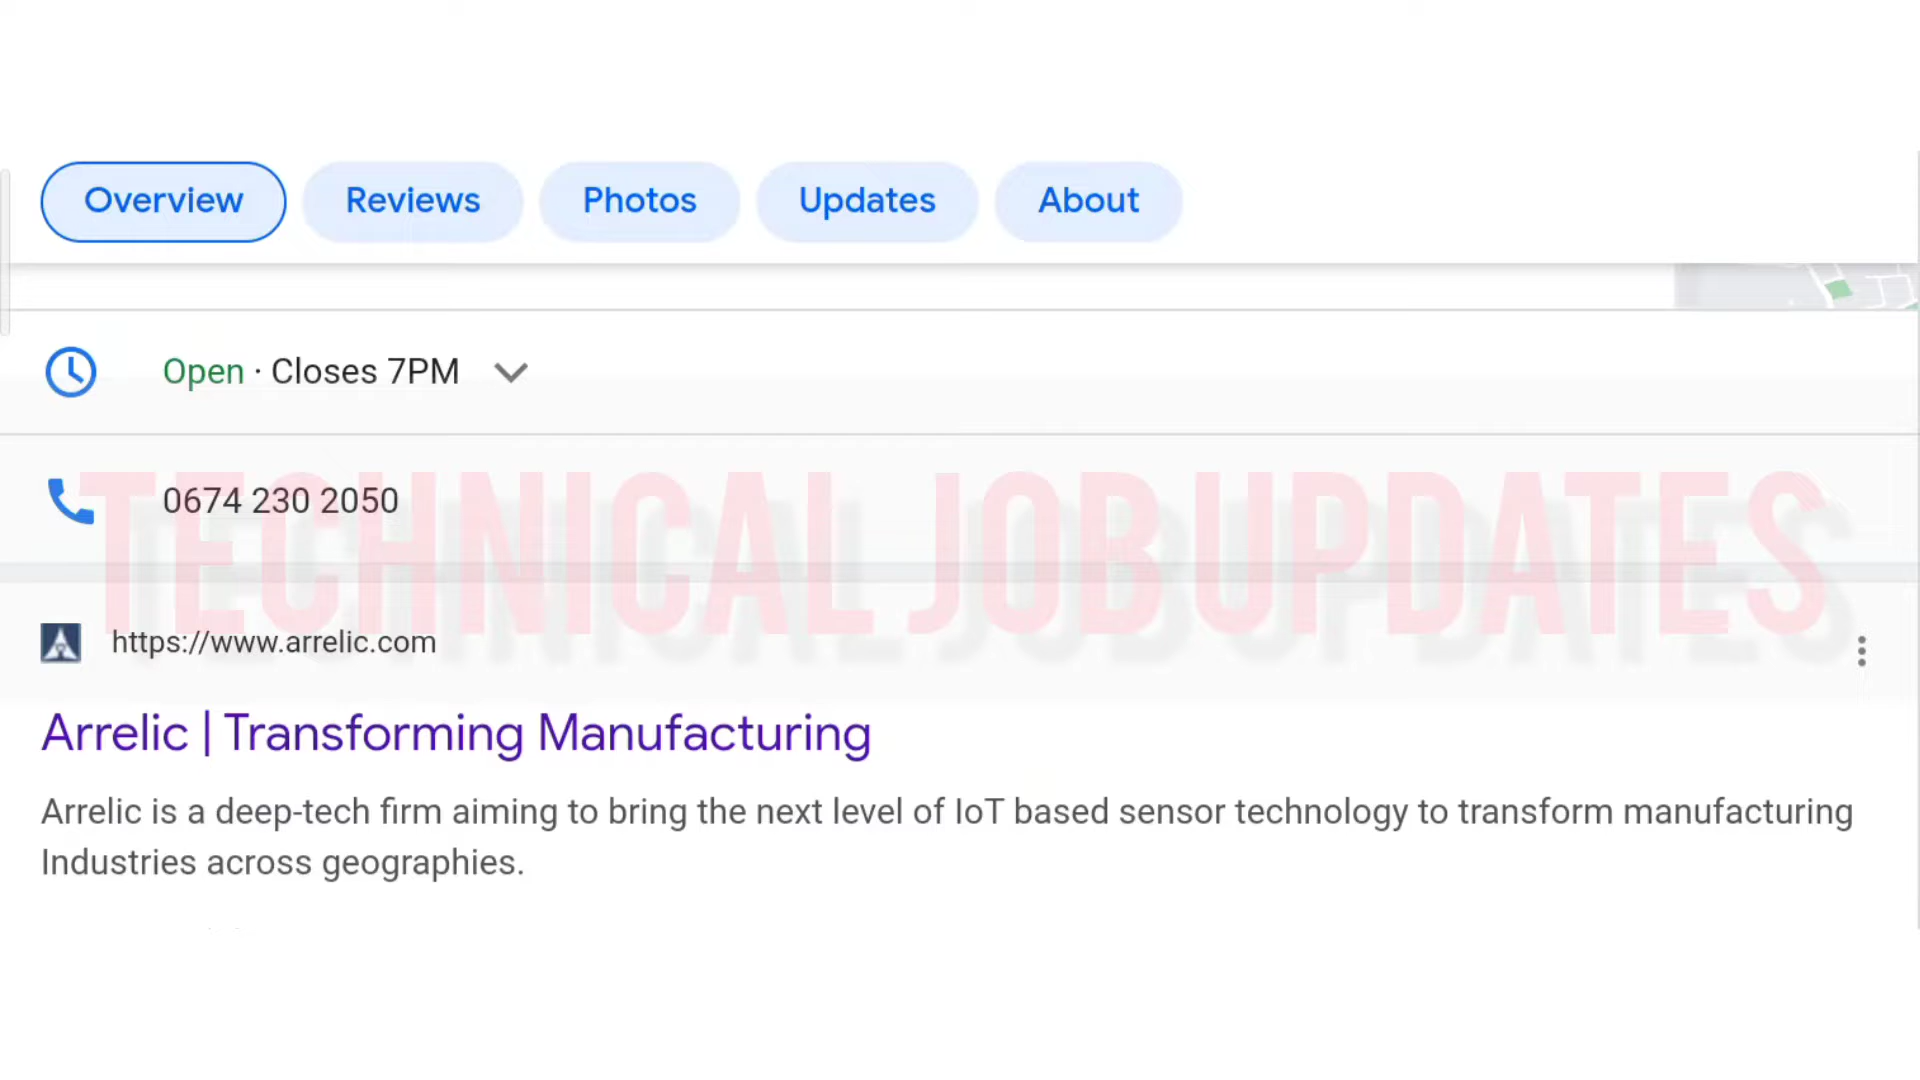 Overview Reviews Photos Updates About
Open · Closes 7PM
0674 230 2050
TECHNICAL JOB UPDATES
https://www.arrelic.com
Arrelic | Transforming Manufacturing
Arrelic is a deep-tech firm aiming to bring the next level of IoT based sensor technology to transform manufacturing
Industries across geographies.